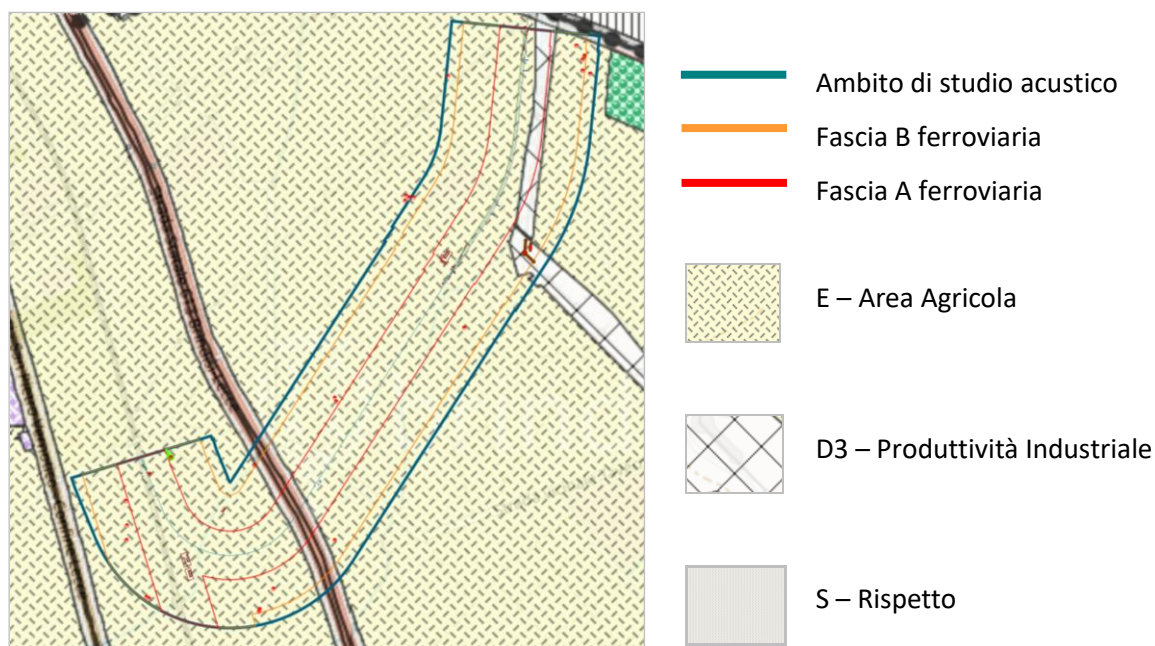 Ambito di studio acustico
Fascia B ferroviaria
Fascia A ferroviaria
E – Area Agricola
D3 – Produttività Industriale
S – Rispetto